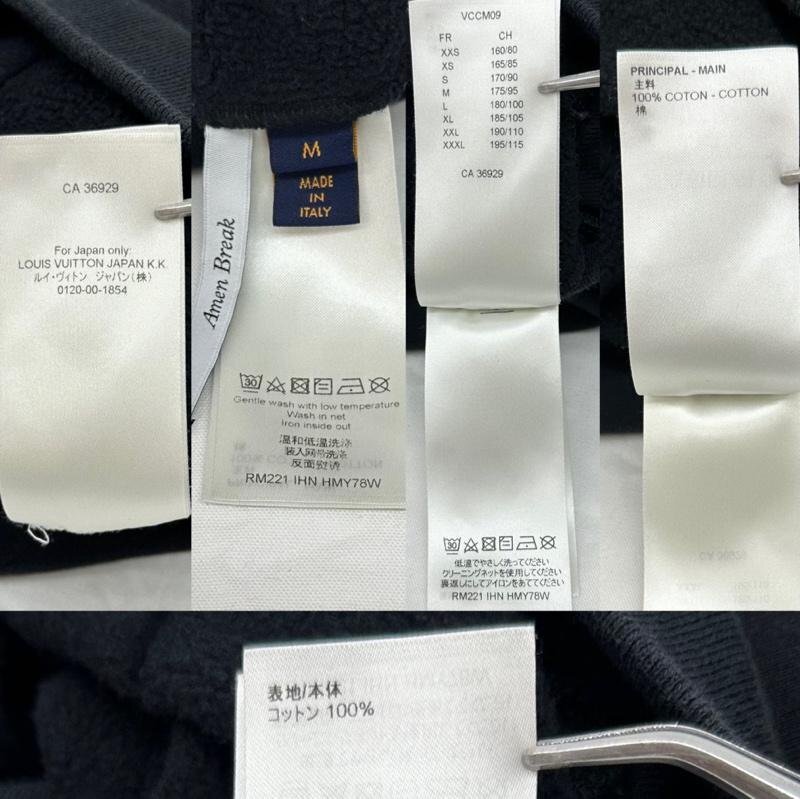 CA 36929
For Japan only:
LOUIS VUITTON JAPAN K.K.
ルイ・ヴィトン ジャパン(株)
0120-00-1854
M
MADE
IN
ITALY
Amen Break
30
Gentle wash with low temperature
Wash in net
Iron inside out
温和低温洗涤
装入网袋洗涤
反面熨烫
RM221 IHN HMY78W
VCCM09
FR CH
XXS 160/80
XS 165/85
S 170/90
M 175/95
L 180/100
XL 185/105
XXL 190/110
XXXL 195/115
CA 36929
30
低温でやさしく洗ってください
クリーニングネットを使用してください
裏返しにしてアイロンをあててください
RM221 IHN HMY78W
PRINCIPAL - MAIN
主料
100% COTON - COTTON
棉
表地/本体
コットン 100%